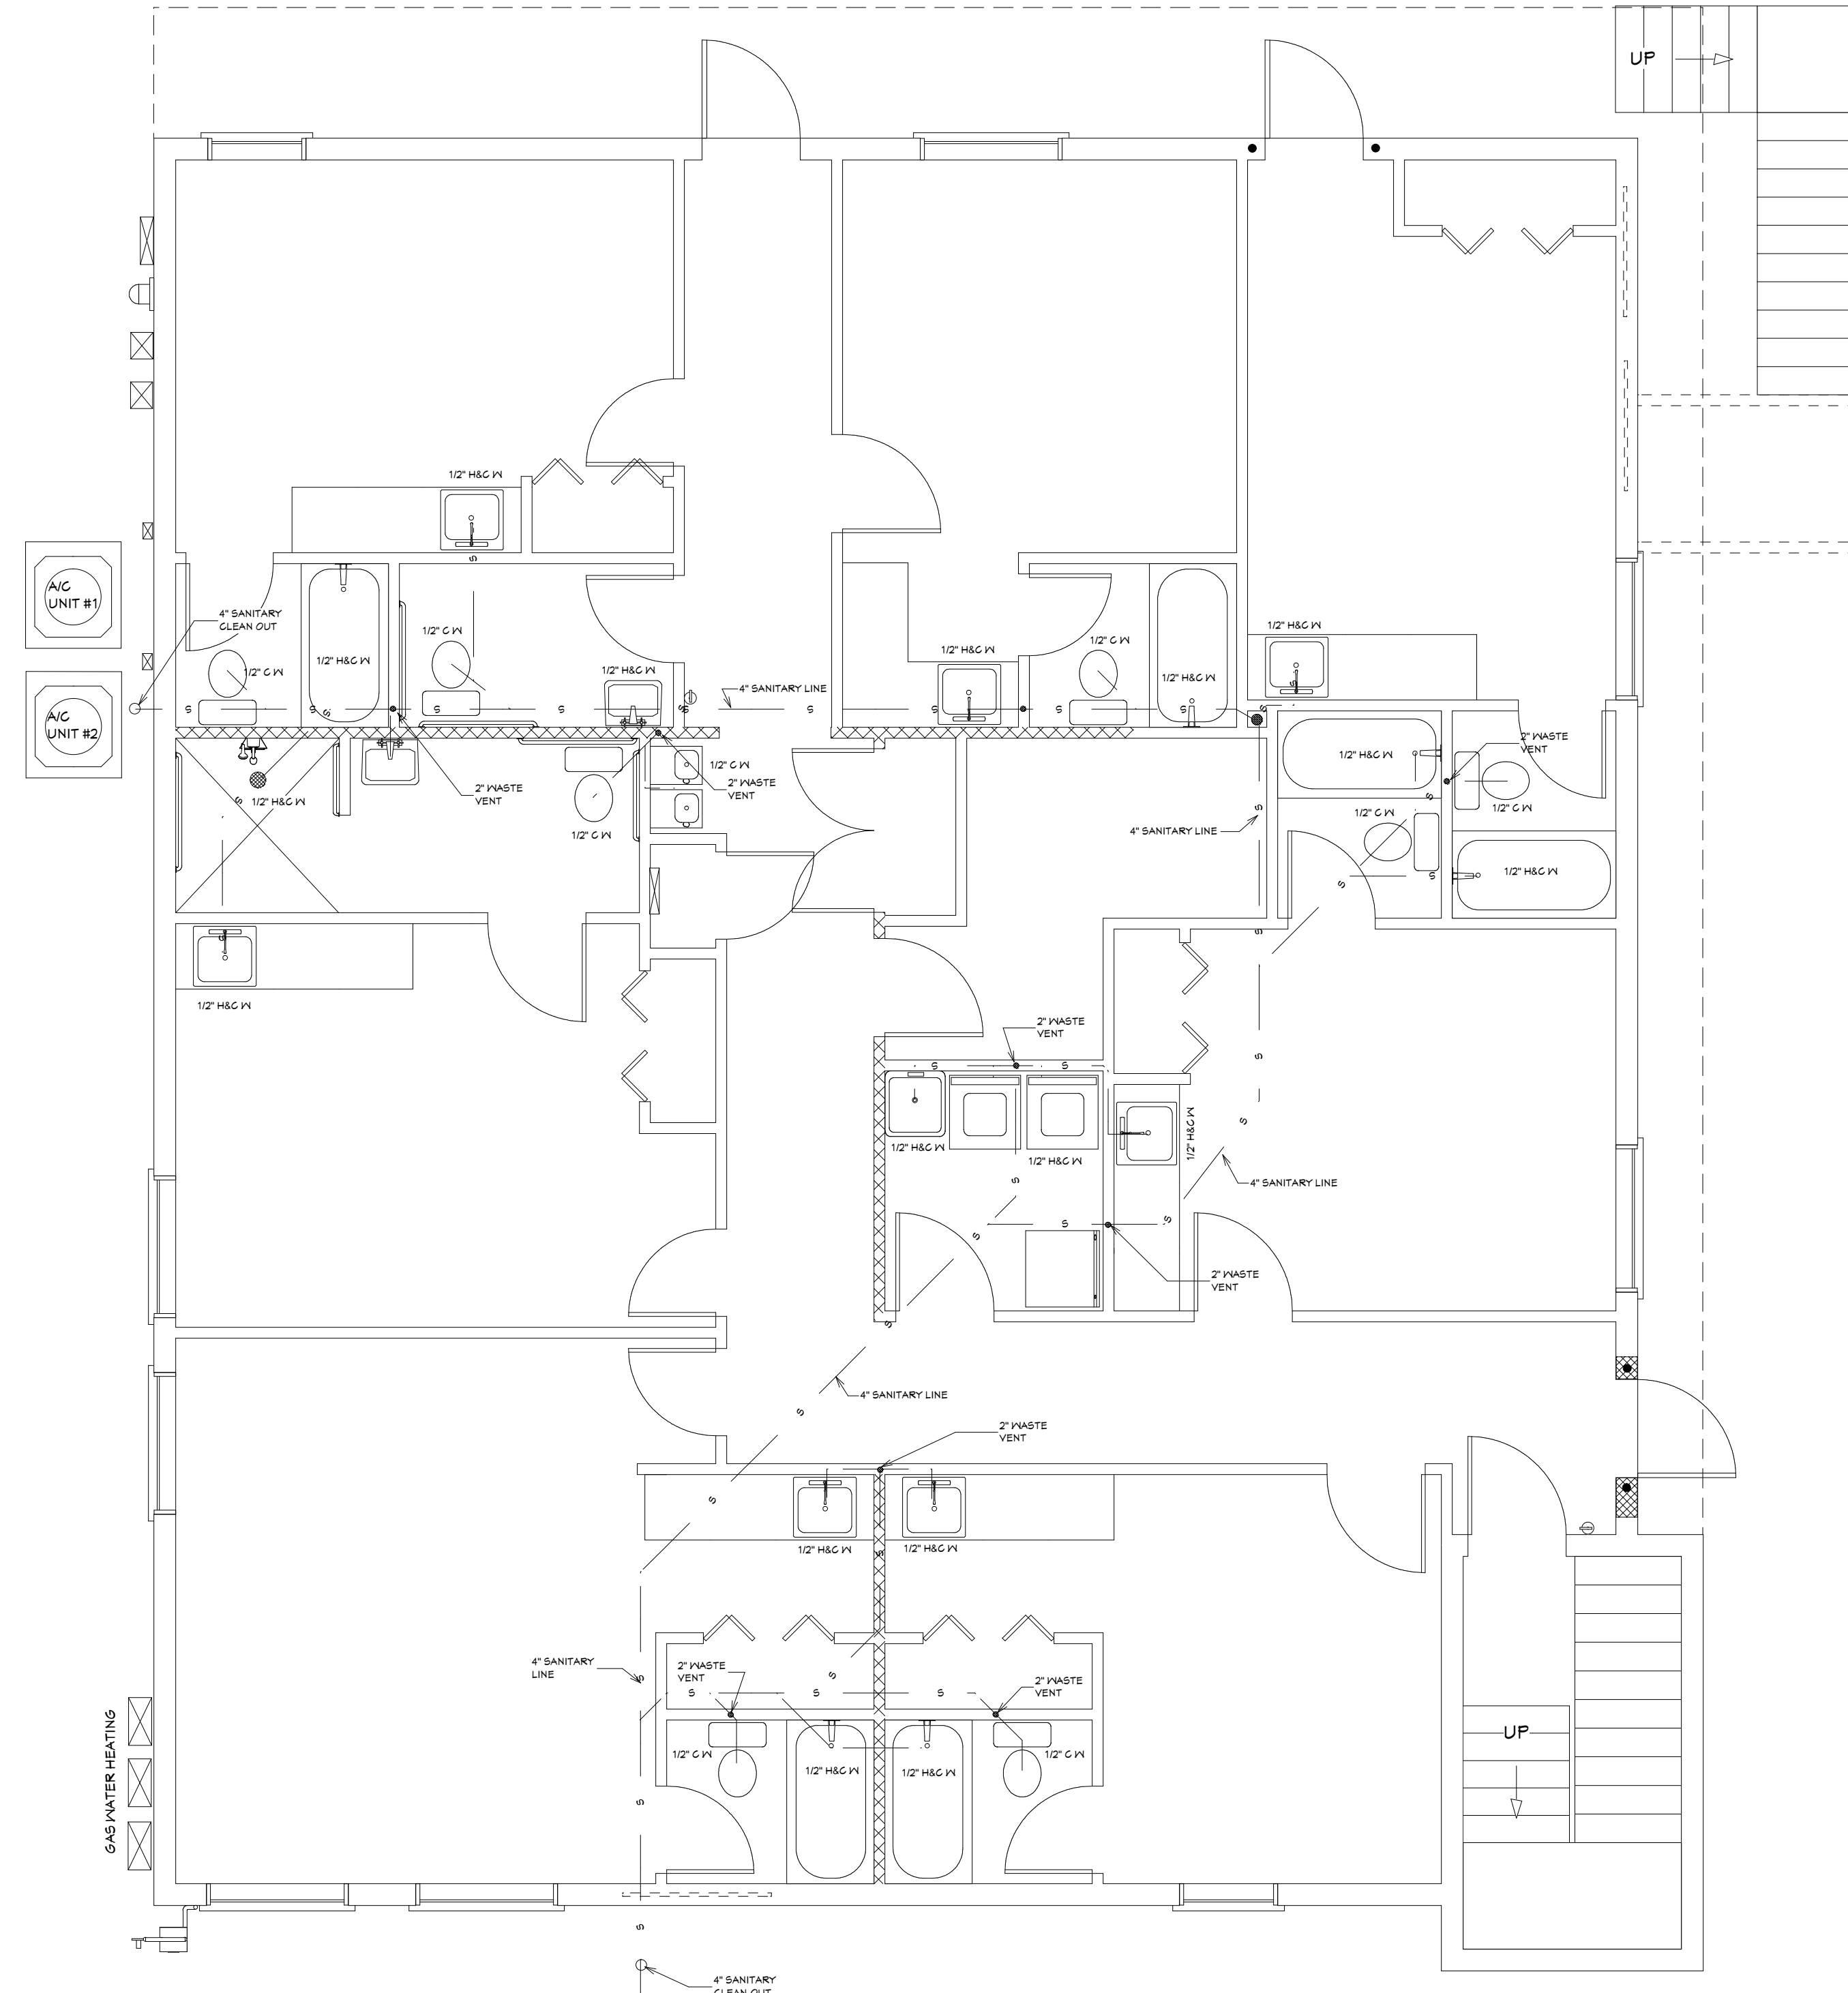 UP
1/2" H&C W
A/C
UNIT #1
4" SANITARY
CLEAN OUT
1/2" C W
1/2" H&C W
1/2" C W
1/2" H&C W
4" SANITARY LINE
1/2" H&C W
1/2" C W
1/2" H&C W
1/2" H&C W
A/C
UNIT #2
S S S S S S S S
S
S
S
S
2" WASTE
VENT
1/2" C W
2" WASTE
VENT
2" WASTE
VENT
1/2" H&C W
1/2" H&C W
S
1/2" C W
4" SANITARY LINE
S
S
1/2" C W
1/2" C W
S
1/2" H&C W
S
S
S
S
1/2" H&C W
2" WASTE
VENT
S
S
S
1/2" H&C W
1/2" H&C W
1/2" H&C W
S
S
4" SANITARY LINE
S
S
S
2" WASTE
VENT
S
4" SANITARY LINE
S
2" WASTE
VENT
S
1/2" H&C W
1/2" H&C W
S
4" SANITARY
LINE
S
2" WASTE
VENT
S
2" WASTE
VENT
S
S
S
GAS WATER HEATING
1/2" C W
1/2" H&C W
1/2" H&C W
1/2" C W
UP
S
S
4" SANITARY
CLEAN OUT